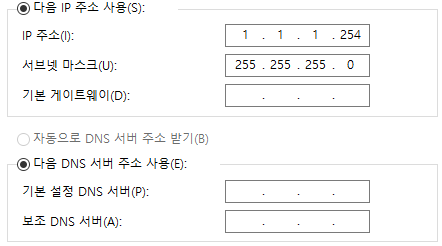 다음 IP 주소 사용(S):
IP 주소(I): 1 . 1 . 1 . 254
서브넷 마스크(U): 255 . 255 . 255 . 0
기본 게이트웨이(D): . . .
자동으로 DNS 서버 주소 받기(B)
다음 DNS 서버 주소 사용(E):
기본 설정 DNS 서버(P): . . .
보조 DNS 서버(A): . . .